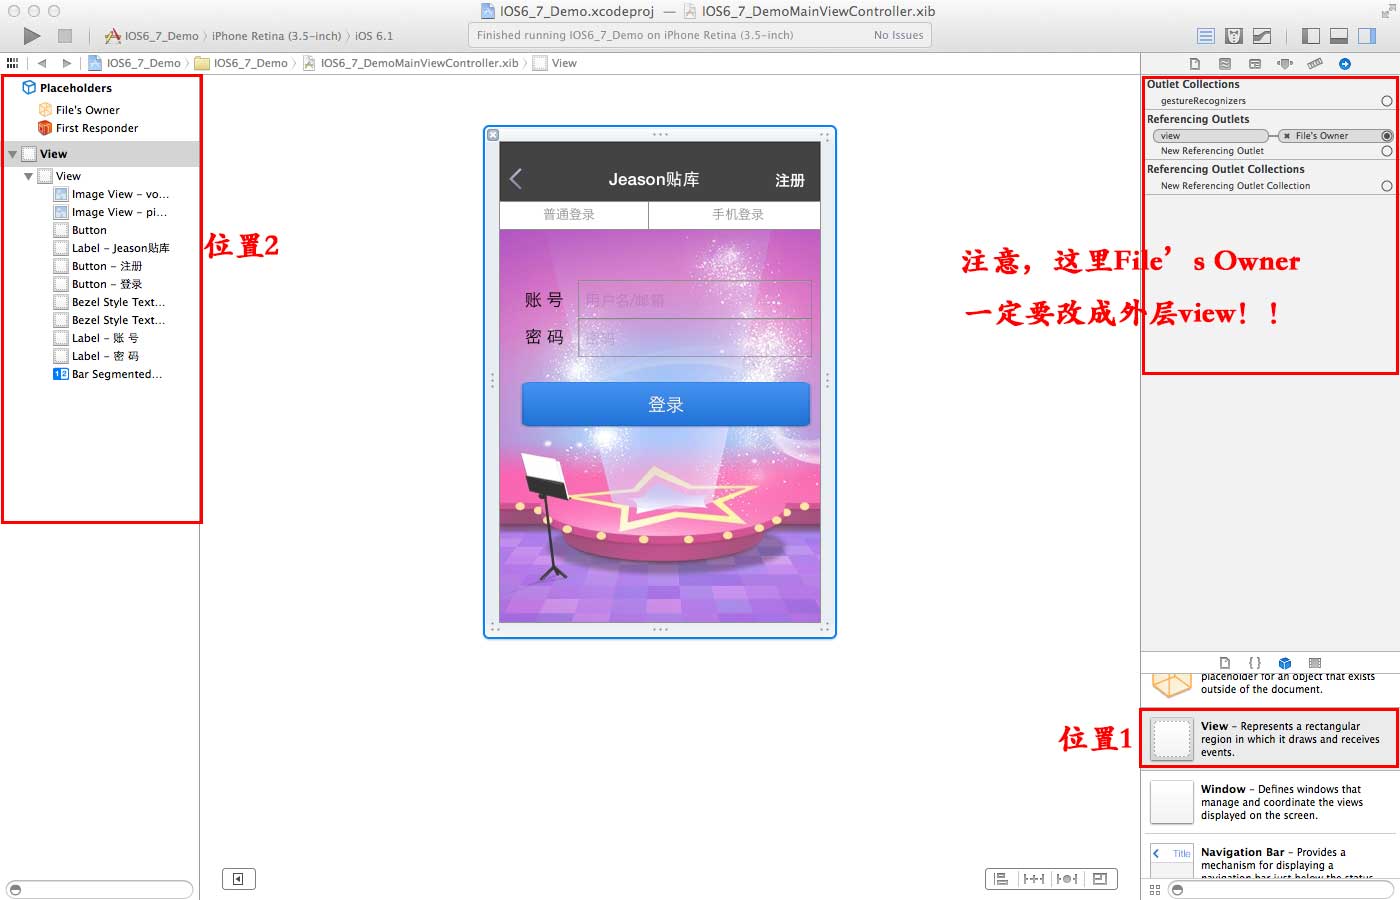 IOS6_7_Demo.xcodeproj — IOS6_7_DemoMainViewController.xib
IOS6_7_Demo 〉 iPhone Retina (3.5-inch) 〉 iOS 6.1
Finished running IOS6_7_Demo on iPhone Retina (3.5-inch)
No Issues
IOS6_7_Demo 〉 IOS6_7_Demo 〉 IOS6_7_DemoMainViewController.xib 〉 View
Placeholders
File's Owner
First Responder
View
View
Image View – vo...
Image View – pi...
Button
Label – Jeason贴库
Button – 注册
Button – 登录
Bezel Style Text...
Bezel Style Text...
Label – 账 号
Label – 密 码
Bar Segmented...
位置2
Jeason贴库
注册
普通登录
手机登录
账 号
用户名/邮箱
密 码
登录
Outlet Collections
gestureRecognizers
Referencing Outlets
view
File's Owner
New Referencing Outlet
Referencing Outlet Collections
New Referencing Outlet Collection
注意，这里File’s Owner
一定要改成外层view！！
位置1
placeholder for an object that exists
outside of the document.
View – Represents a rectangular
region in which it draws and receives
events.
Window – Defines windows that
manage and coordinate the views
displayed on the screen.
Title
Navigation Bar – Provides a
mechanism for displaying a
navigation bar just below the status